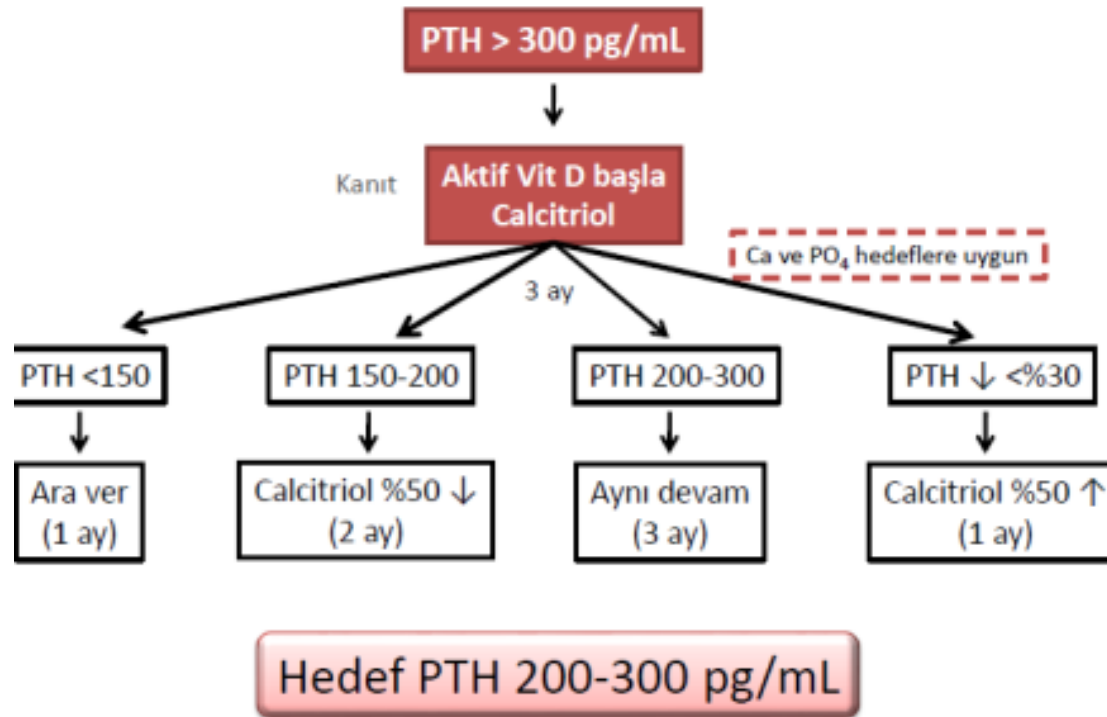 PTH > 300 pg/mL
Kanıt
Aktif Vit D başla
Calcitriol
Ca ve PO₄ hedeflere uygun
3 ay
PTH <150
PTH 150-200
PTH 200-300
PTH ↓ <%30
Ara ver
(1 ay)
Calcitriol %50 ↓
(2 ay)
Aynı devam
(3 ay)
Calcitriol %50 ↑
(1 ay)
Hedef PTH 200-300 pg/mL